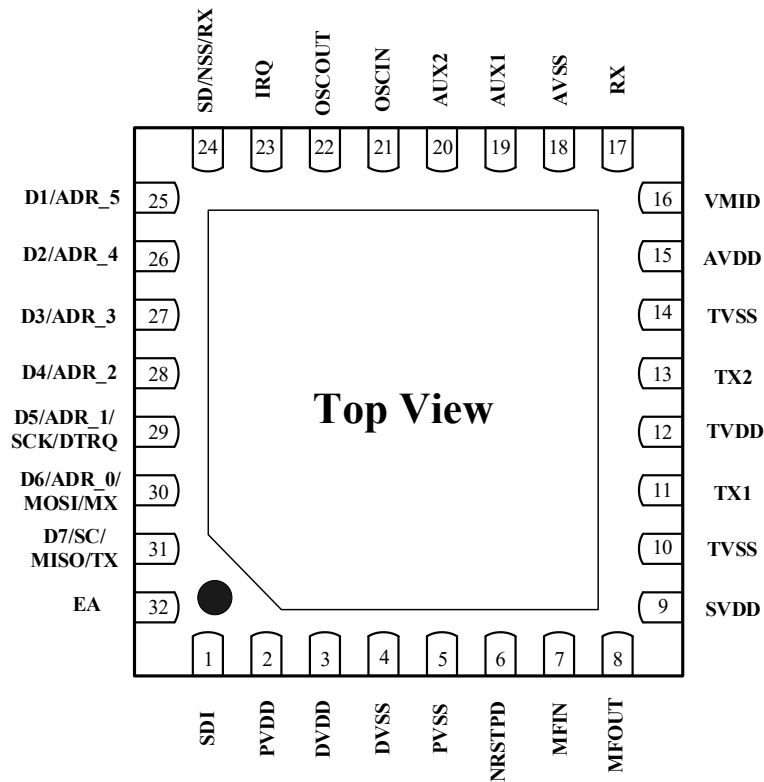 SD/NSS/RX
IRQ
OSCOUT
OSCIN
AUX2
AUX1
AVSS
RX
24
23
22
21
20
19
18
17
D1/ADR_5
25
16
VMID
D2/ADR_4
26
15
AVDD
D3/ADR_3
27
14
TVSS
D4/ADR_2
28
13
TX2
D5/ADR_1/
SCK/DTRQ
29
12
TVDD
D6/ADR_0/
MOSI/MX
30
11
TX1
D7/SC/
MISO/TX
31
10
TVSS
EA
32
9
SVDD
Top View
1
2
3
4
5
6
7
8
SDI
PVDD
DVDD
DVSS
PVSS
NRSTPD
MFIN
MFOUT